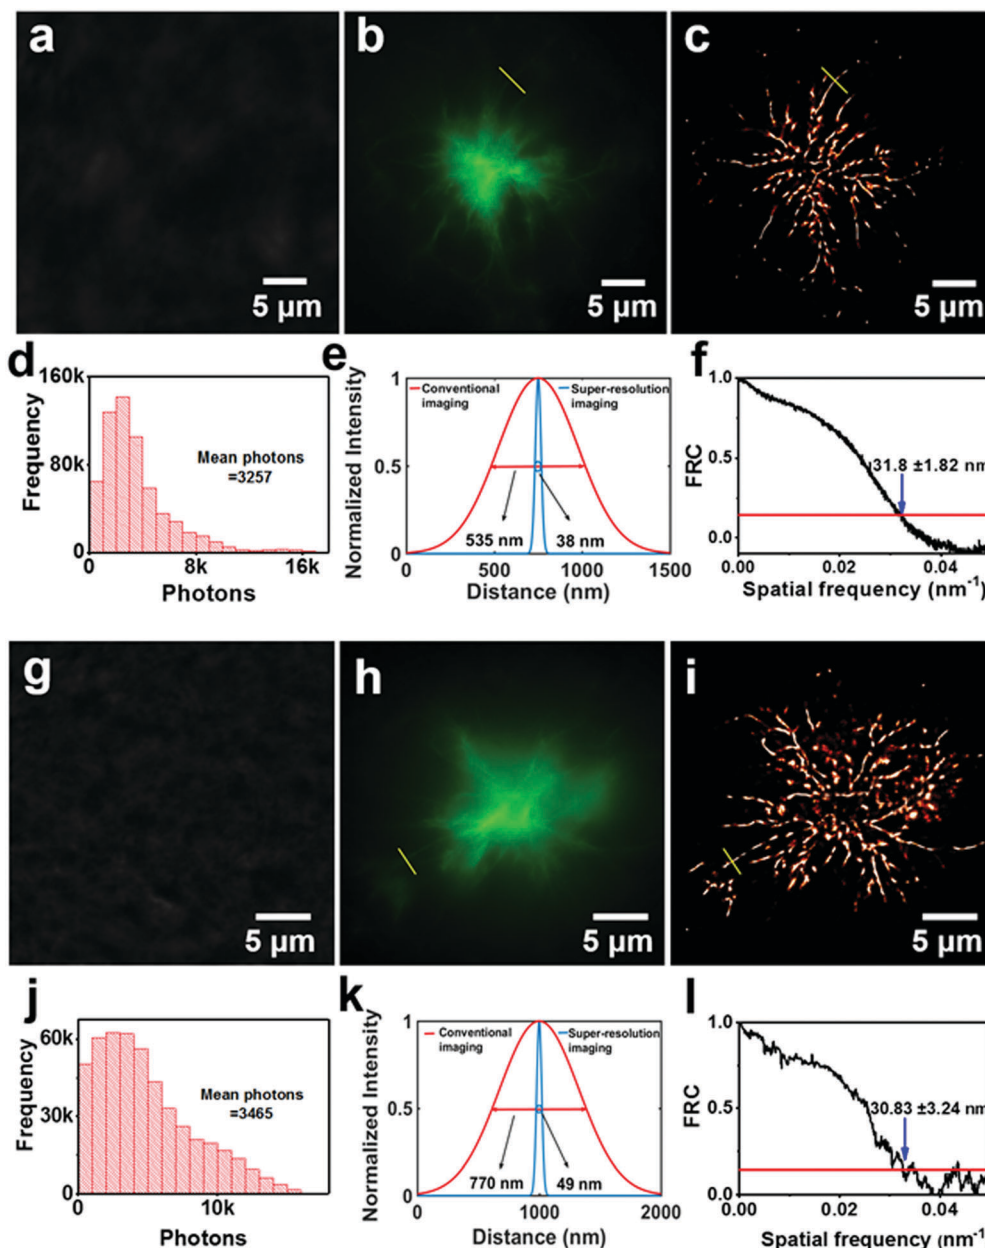 a
b
c
5 µm
5 µm
5 µm
d
160k
80k
0
0
8k
16k
Frequency
Photons
Mean photons
=3257
e
1
0.5
0
0
500
1000
1500
Normalized Intensity
Distance (nm)
Conventional
imaging
Super-resolution
imaging
535 nm
38 nm
f
1.0
0.5
0.0
0.00
0.02
0.04
FRC
Spatial frequency (nm⁻¹)
31.8 ±1.82 nm
g
h
i
5 µm
5 µm
5 µm
j
60k
30k
0
0
10k
Frequency
Photons
Mean photons
=3465
k
1
0.5
0
0
1000
2000
Normalized Intensity
Distance (nm)
Conventional
imaging
Super-resolution
imaging
770 nm
49 nm
l
1.0
0.5
0.0
0.00
0.02
0.04
FRC
Spatial frequency (nm⁻¹)
30.83 ±3.24 nm